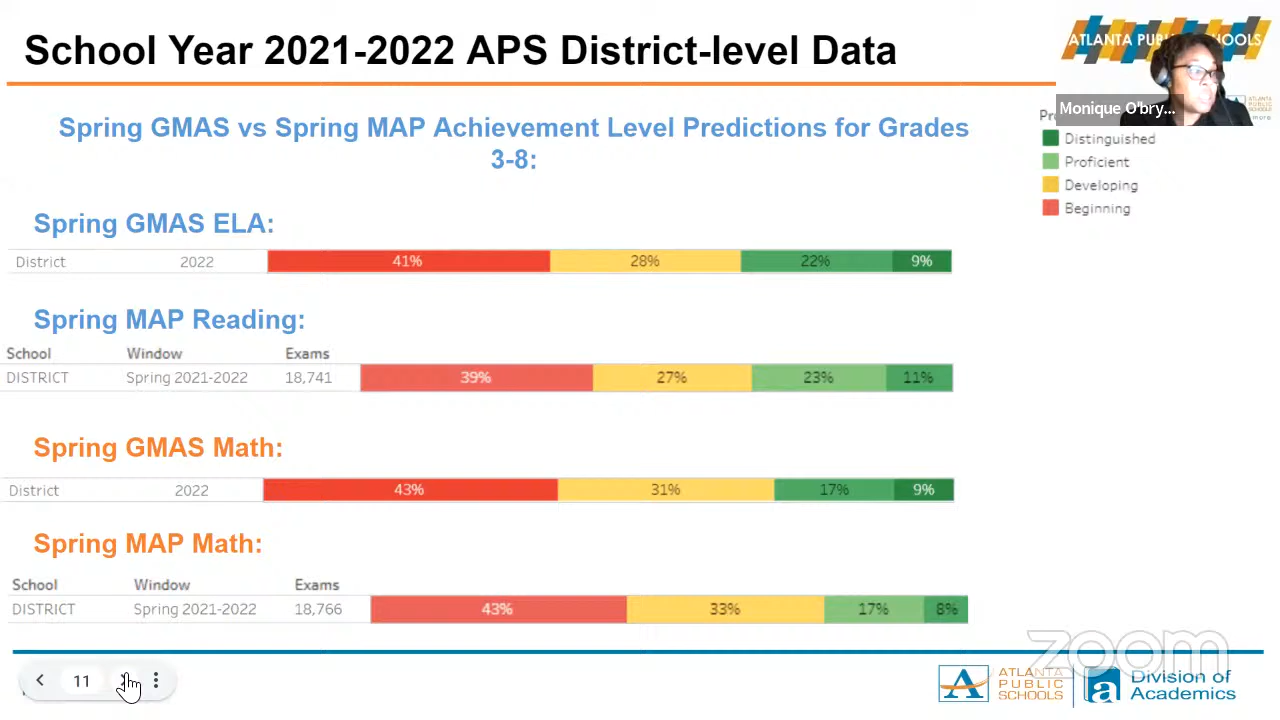 School Year 2021-2022 APS District-level Data
ATLANTA PUBLIC SCHOOLS
Monique O'bry...
Spring GMAS vs Spring MAP Achievement Level Predictions for Grades
3-8:
Distinguished
Proficient
Developing
Beginning
Spring GMAS ELA:
District 2022 41% 28% 22% 9%
Spring MAP Reading:
School Window Exams
DISTRICT Spring 2021-2022 18,741 39% 27% 23% 11%
Spring GMAS Math:
District 2022 43% 31% 17% 9%
Spring MAP Math:
School Window Exams
DISTRICT Spring 2021-2022 18,766 43% 33% 17% 8%
zoom
11
ATLANTA
PUBLIC
SCHOOLS
Division of
Academics